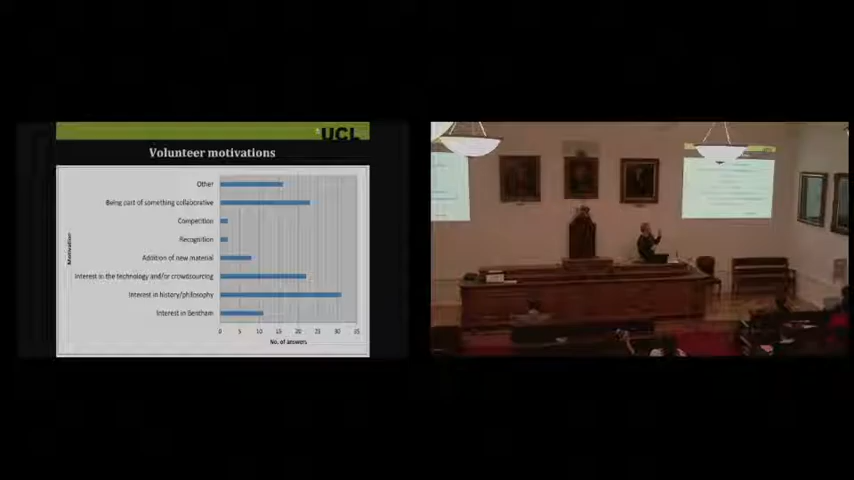 UCL
Volunteer motivations
Other
Being part of something collaborative
Competition
Recognition
Addition of new material
Interest in the technology and/or crowdsourcing
Interest in history/philosophy
Interest in Bentham
Motivation
0 5 10 15 20 25 30 35
No. of answers